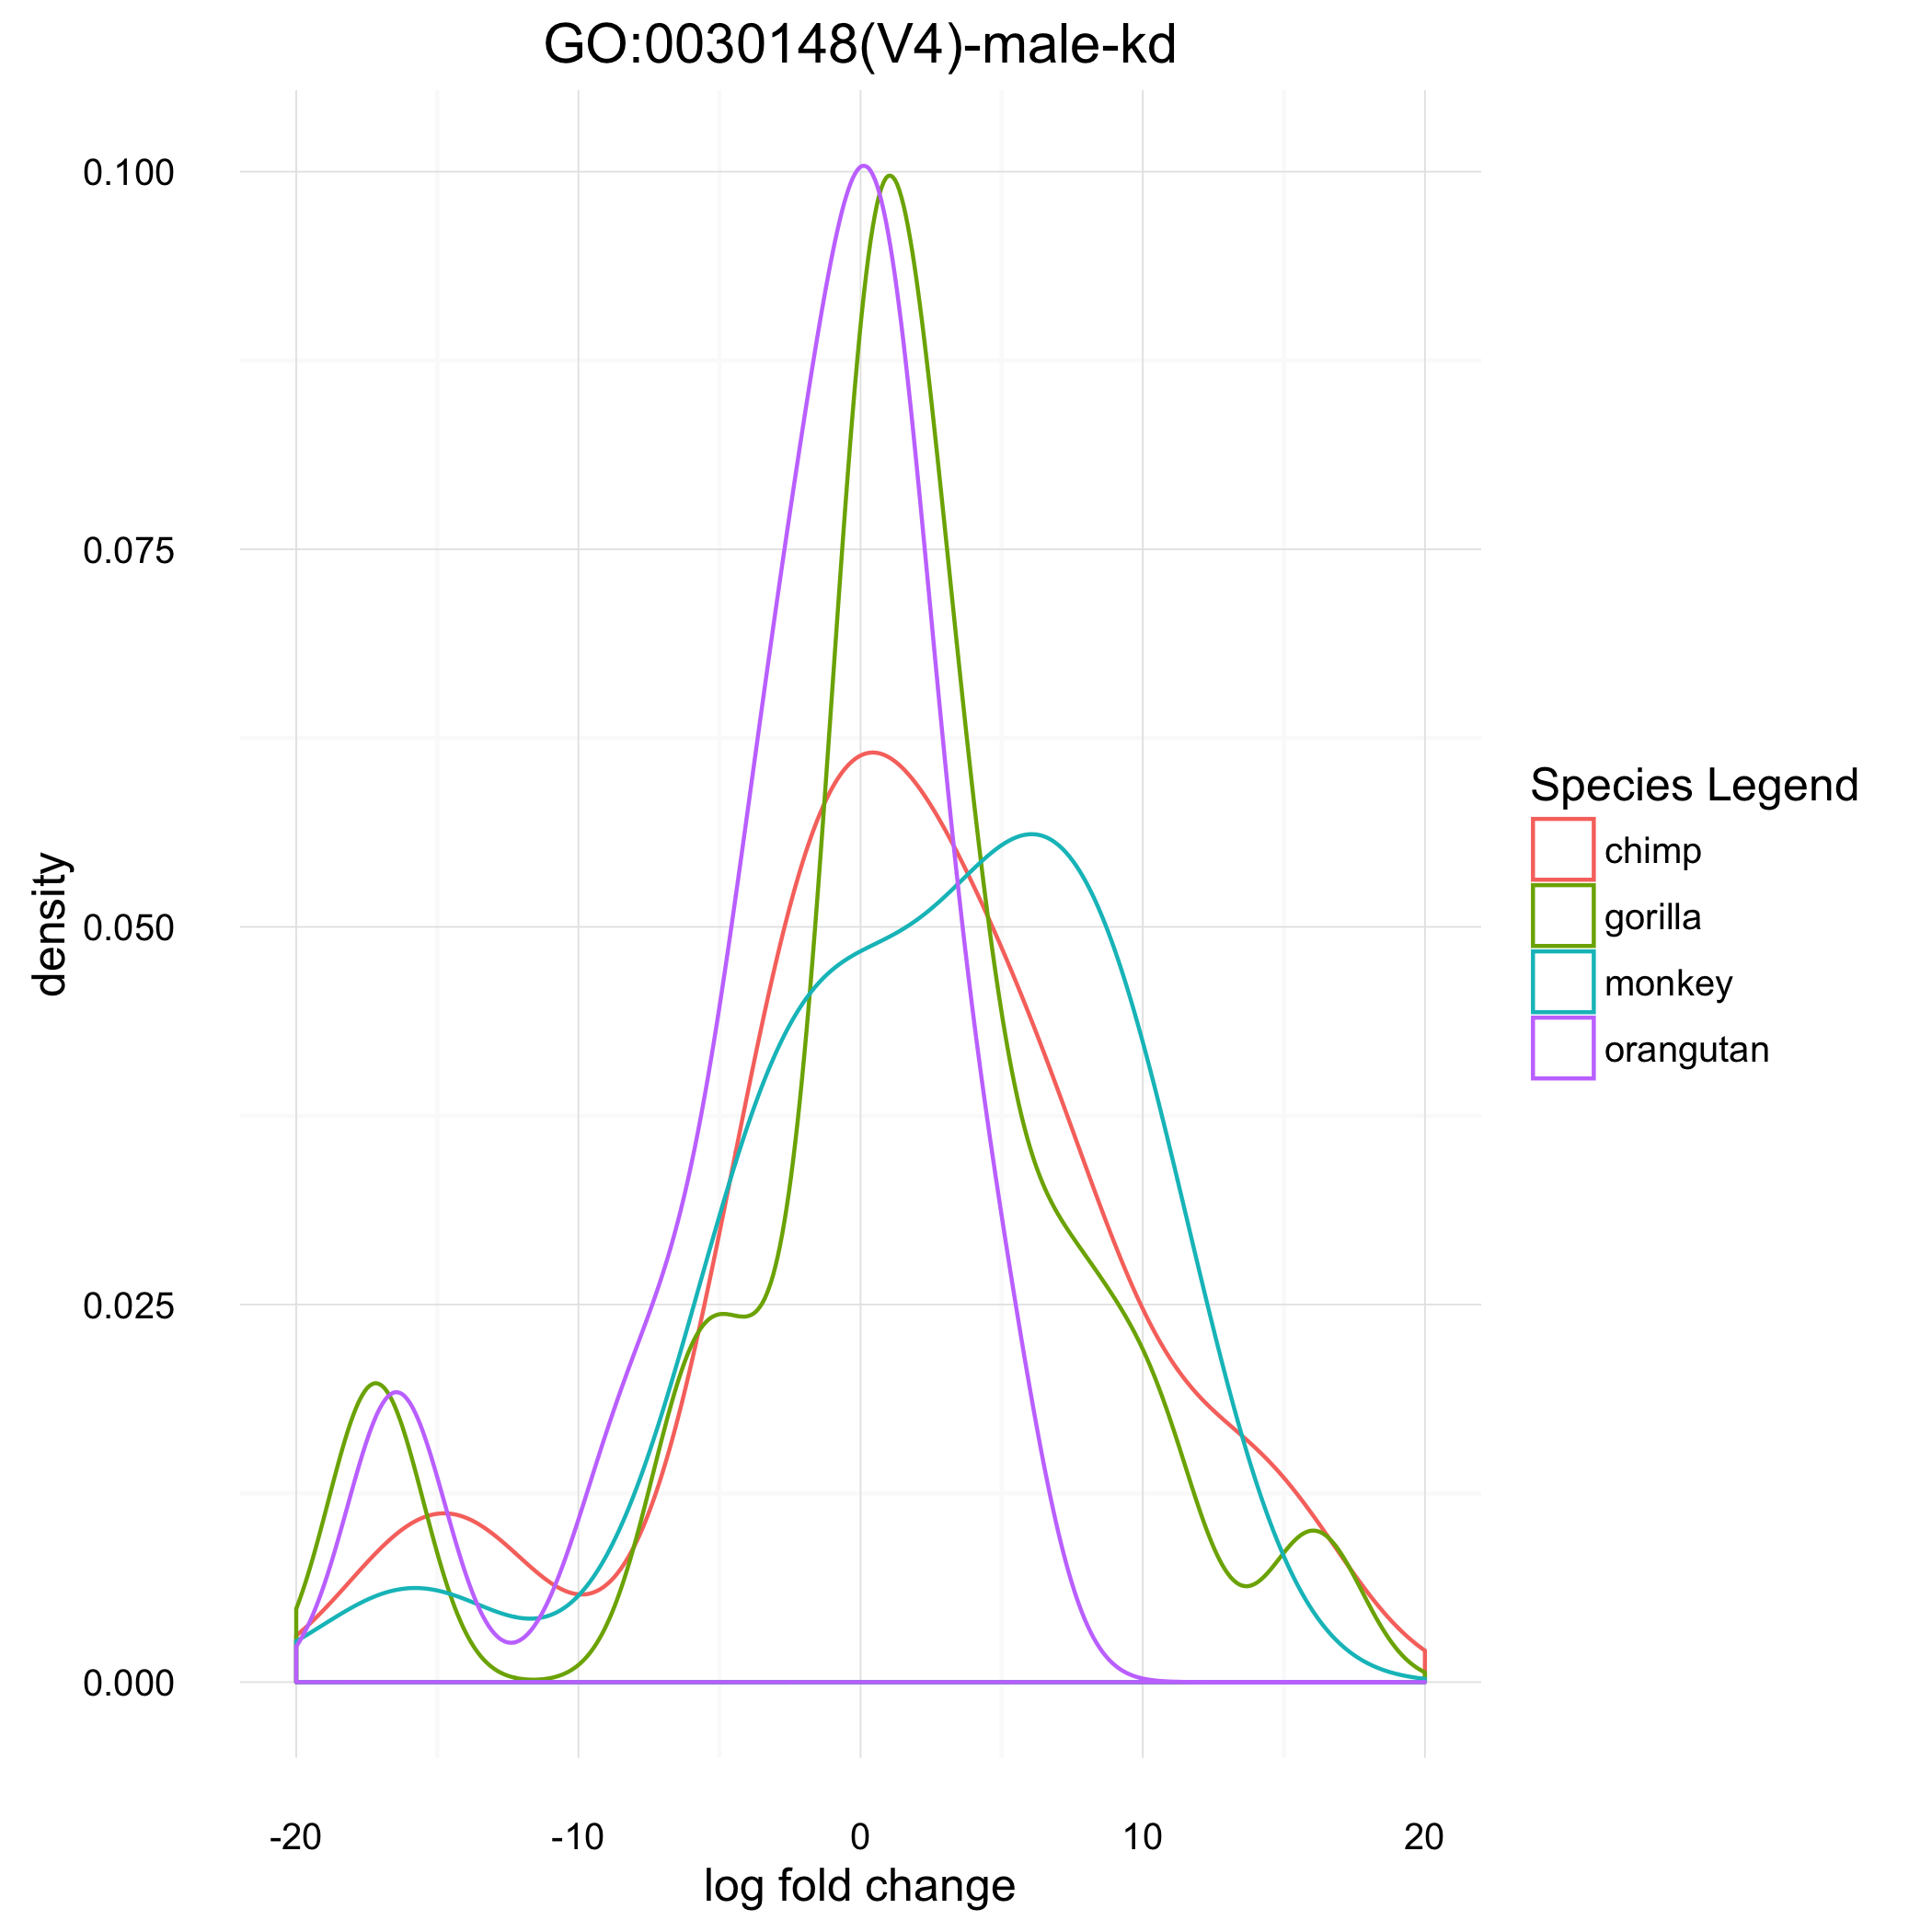 GO:0030148(V4)-male-kd
0.100
0.075
0.050
0.025
0.000
density
-20
-10
0
10
20
log fold change
Species Legend
chimp
gorilla
monkey
orangutan